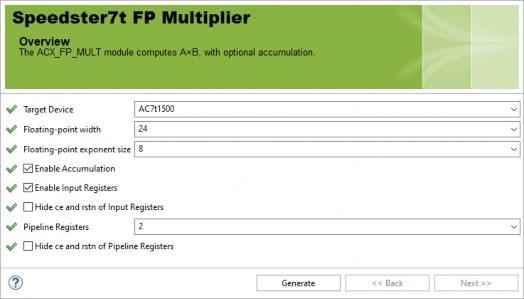 Speedster7t FP Multiplier
Overview
The ACX_FP_MULT module computes A×B, with optional accumulation.
Target Device AC7t1500
Floating-point width 24
Floating-point exponent size 8
Enable Accumulation
Enable Input Registers
Hide ce and rstn of Input Registers
Pipeline Registers 2
Hide ce and rstn of Pipeline Registers
? Generate << Back Next >>